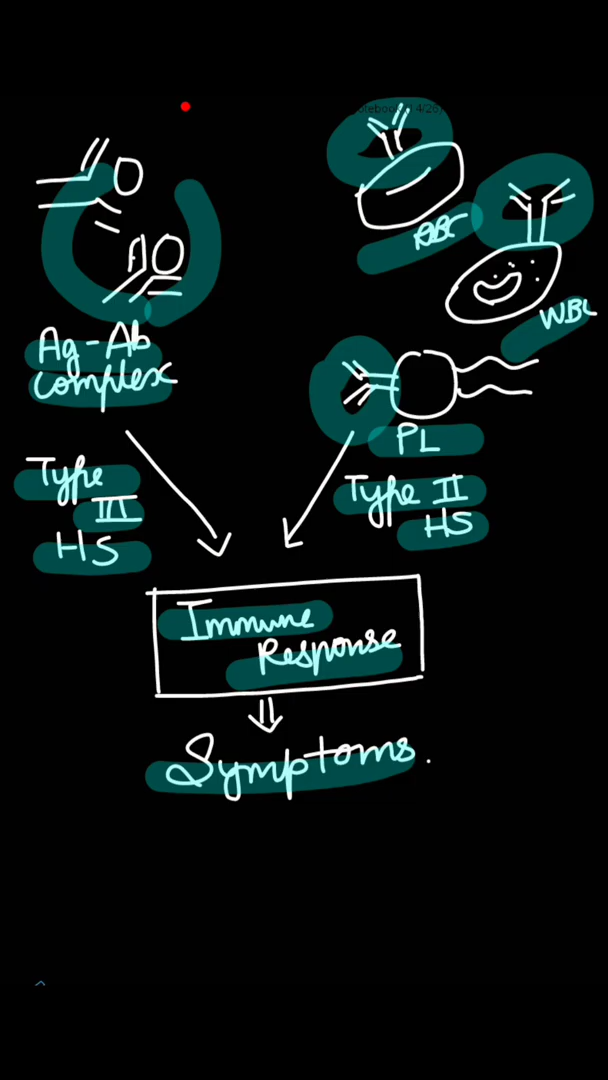 Ag-Ab
complex
Type
III
HS
RBC
WBC
PL
Type II
HS
Immune
Response
Symptoms.